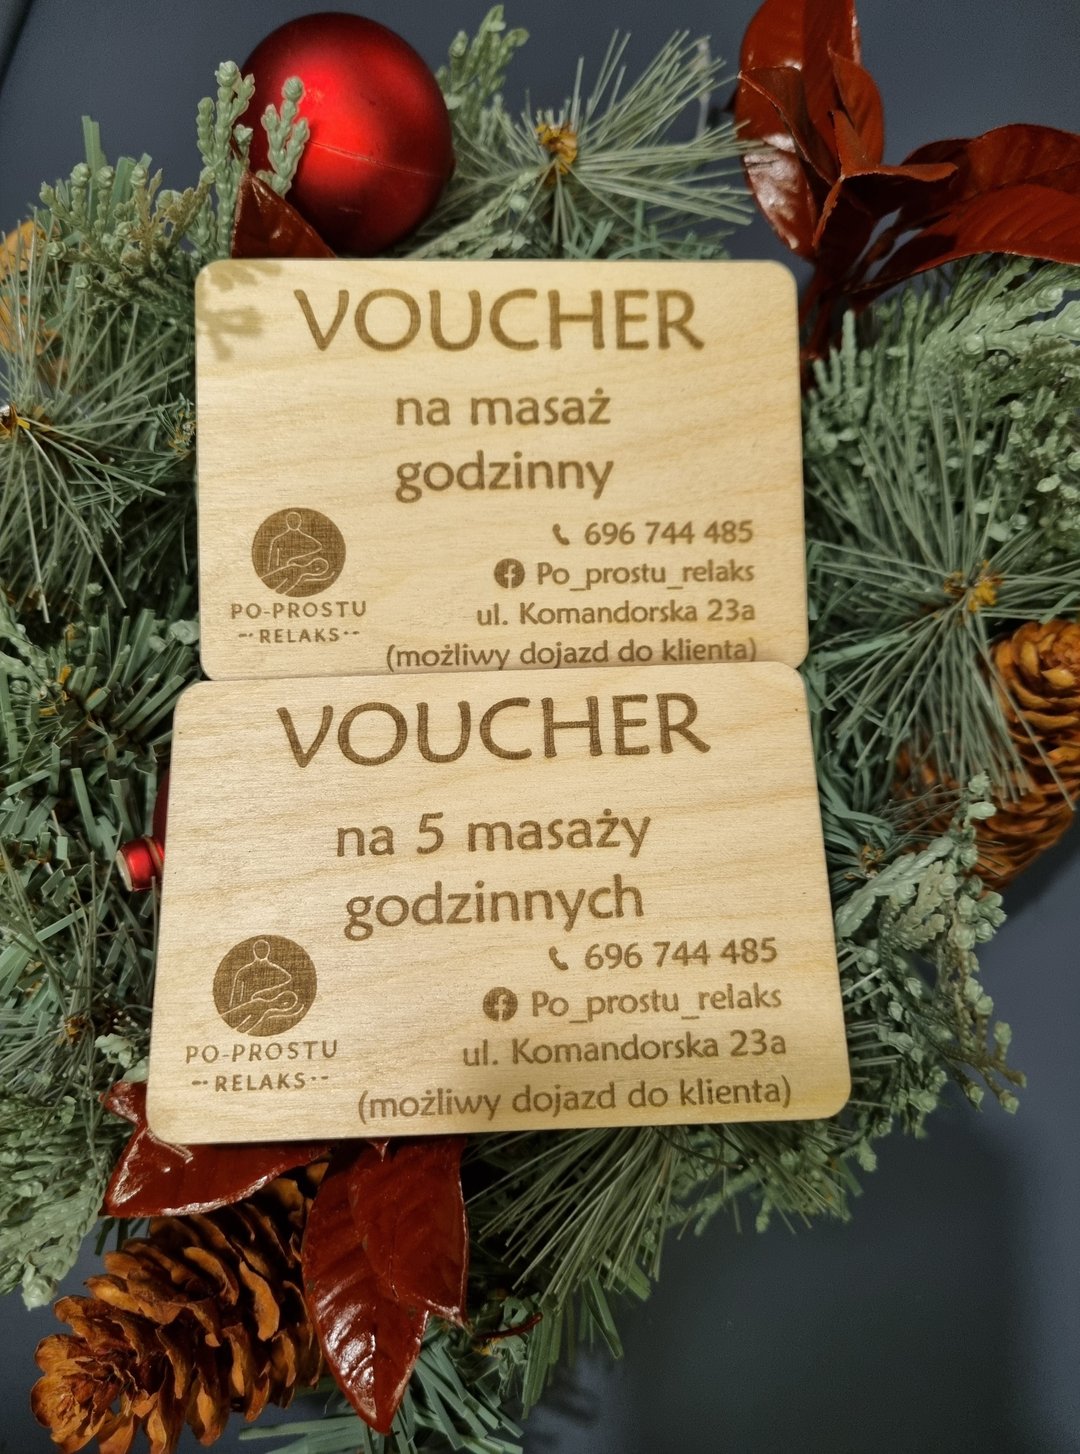 VOUCHER
na masaż
godzinny
696 744 485
Po_prostu_relaks
ul. Komandorska 23a
(możliwy dojazd do klienta)
PO-PROSTU
--RELAKS--
VOUCHER
na 5 masaży
godzinnych
696 744 485
Po_prostu_relaks
ul. Komandorska 23a
(możliwy dojazd do klienta)
PO-PROSTU
--RELAKS--